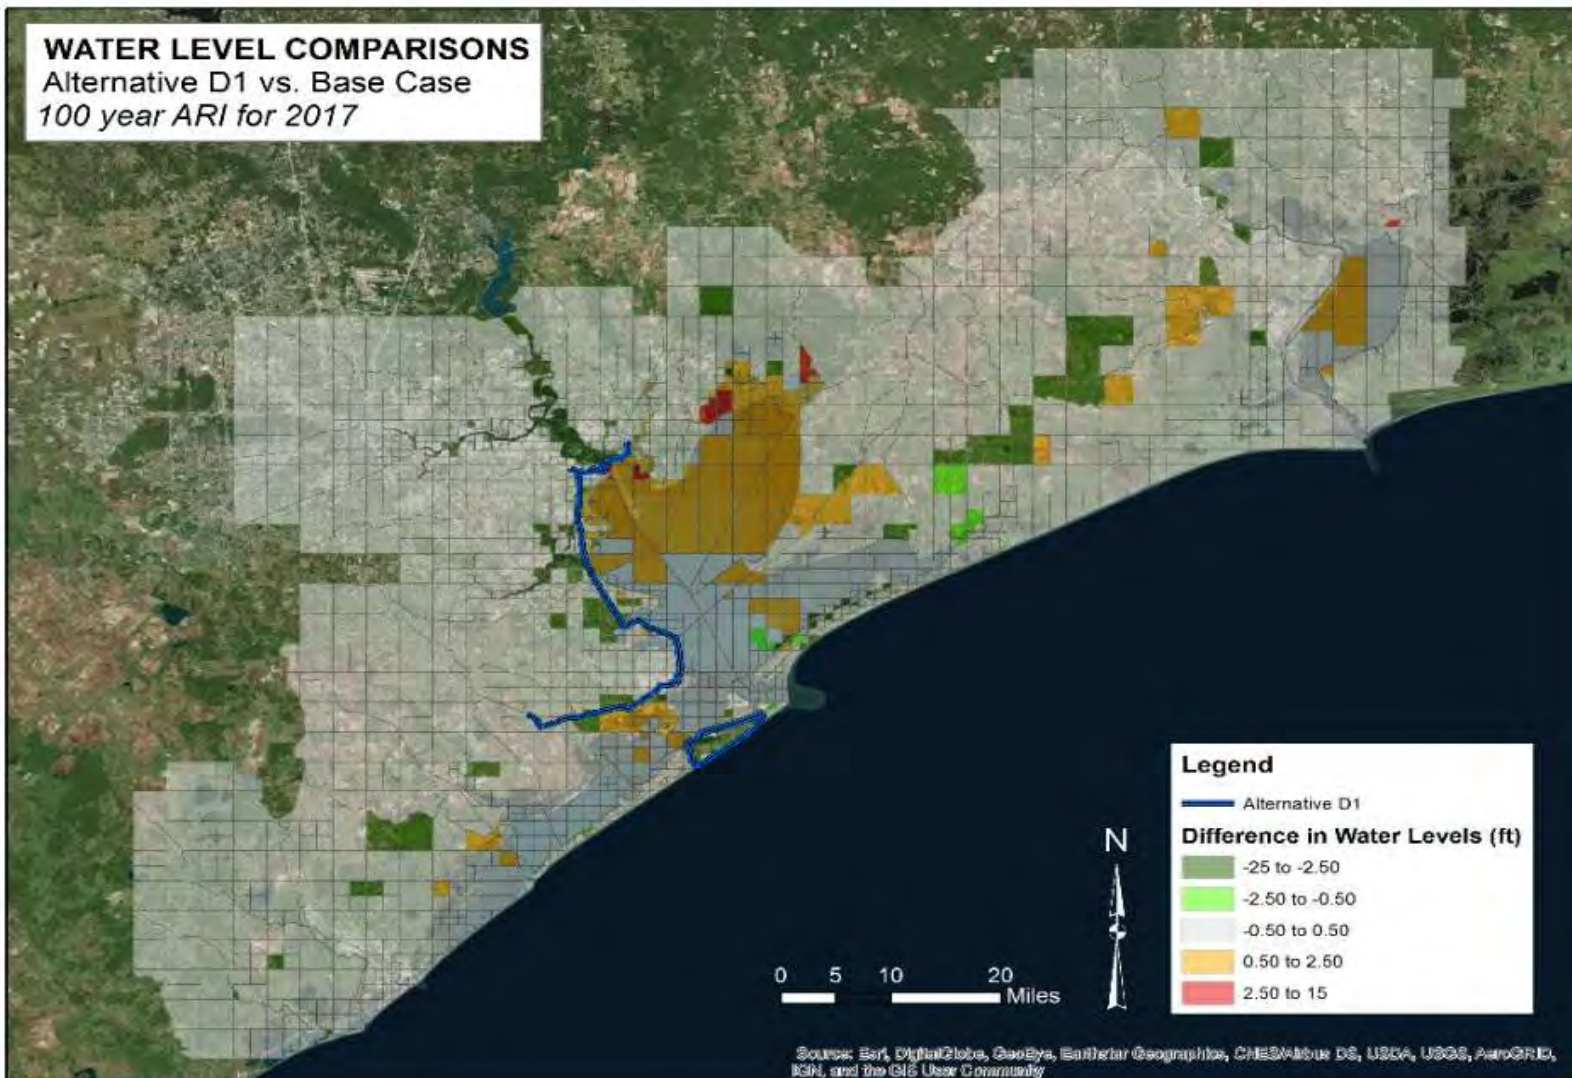 WATER LEVEL COMPARISONS
Alternative D1 vs. Base Case
100 year ARI for 2017
Legend
Alternative D1
Difference in Water Levels (ft)
-25 to -2.50
-2.50 to -0.50
-0.50 to 0.50
0.50 to 2.50
2.50 to 15
N
0 5 10 20
Miles
Source: Esri, DigitalGlobe, GeoEye, Earthstar Geographics, CNES/Airbus DS, USDA, USGS, AeroGRID,
IGN, and the GIS User Community